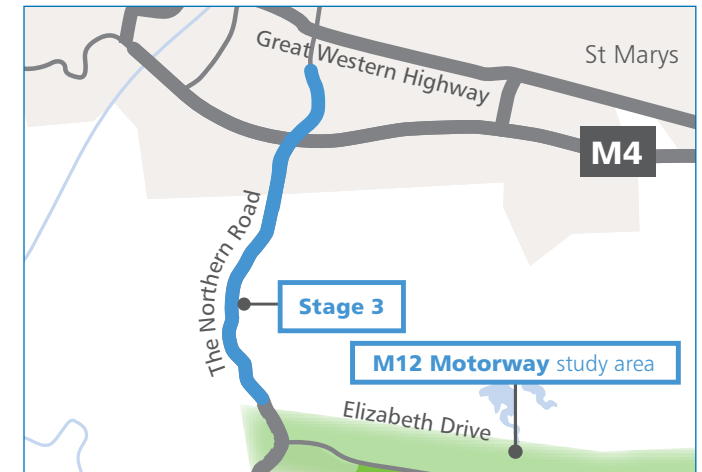 Great Western Highway
St Marys
M4
The Northern Road
Stage 3
M12 Motorway study area
Elizabeth Drive